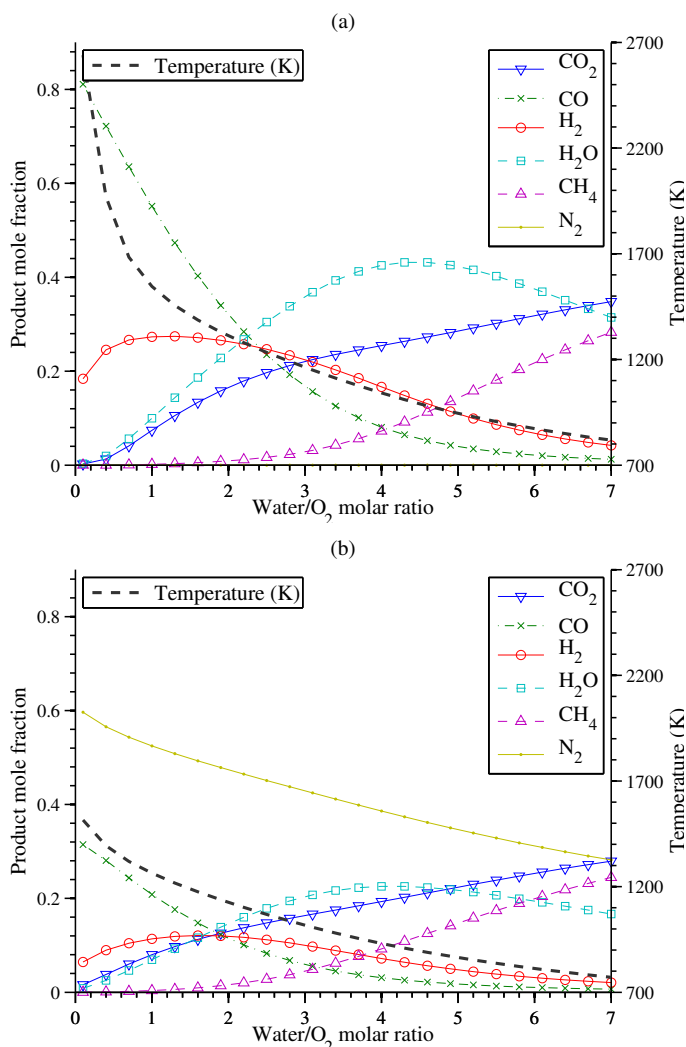 (a)
Temperature (K)
CO2
CO
H2
H2O
CH4
N2
Product mole fraction
0
0.2
0.4
0.6
0.8
700
1200
1700
2200
2700
Temperature (K)
0 1 2 3 4 5 6 7
Water/O2 molar ratio
(b)
Temperature (K)
CO2
CO
H2
H2O
CH4
N2
Product mole fraction
0
0.2
0.4
0.6
0.8
700
1200
1700
2200
2700
Temperature (K)
0 1 2 3 4 5 6 7
Water/O2 molar ratio